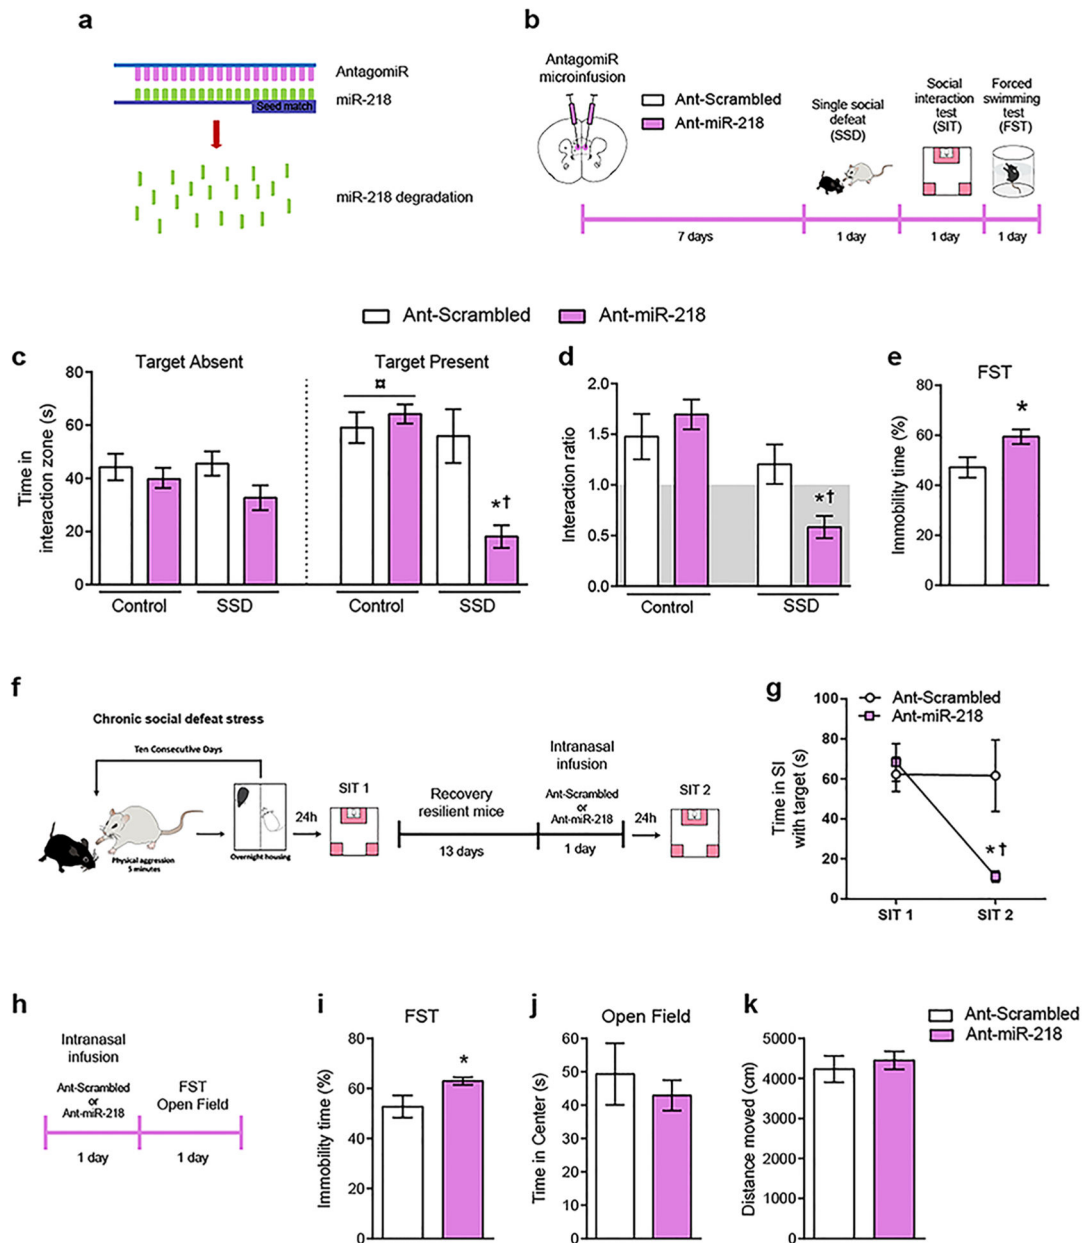 a
AntagomiR
miR-218
Seed match
miR-218 degradation
b
AntagomiR
microinfusion
Ant-Scrambled
Ant-miR-218
Single social
defeat
(SSD)
Social
interaction
test
(SIT)
Forced
swimming
test
(FST)
7 days
1 day
1 day
1 day
Ant-Scrambled
Ant-miR-218
c
Target Absent
Target Present
Time in
interaction zone (s)
80
60
40
20
0
¤
*†
Control
SSD
Control
SSD
d
Interaction ratio
2.0
1.5
1.0
0.5
0.0
*†
Control
SSD
e
FST
Immobility time (%)
80
60
40
20
0
*
f
Chronic social defeat stress
Ten Consecutive Days
Physical aggression
5 minutes
Overnight housing
24h
SIT 1
Recovery
resilient mice
13 days
Intranasal
infusion
Ant-Scrambled
or
Ant-miR-218
1 day
24h
SIT 2
g
Ant-Scrambled
Ant-miR-218
Time in SI
with target (s)
100
80
60
40
20
0
*†
SIT 1
SIT 2
h
Intranasal
infusion
Ant-Scrambled
or
Ant-miR-218
FST
Open Field
1 day
1 day
i
FST
Immobility time (%)
80
60
40
20
0
*
j
Open Field
Time in Center (s)
60
50
40
30
20
10
0
k
Ant-Scrambled
Ant-miR-218
Distance moved (cm)
5000
4000
3000
2000
1000
0